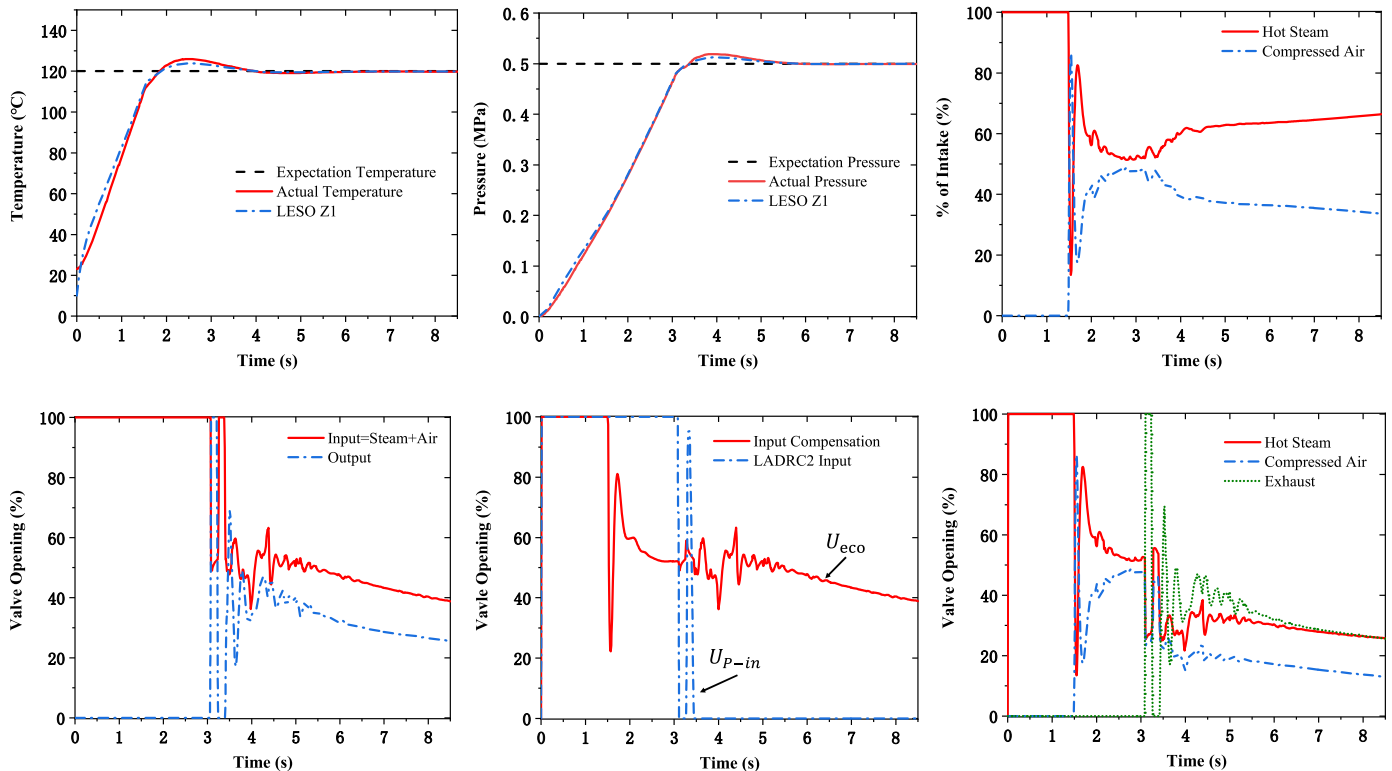 140
120
100
80
60
40
20
0
Temperature (℃)
Expectation Temperature
Actual Temperature
LESO Z1
0 1 2 3 4 5 6 7 8
Time (s)
0.6
0.5
0.4
0.3
0.2
0.1
0.0
Pressure (MPa)
Expectation Pressure
Actual Pressure
LESO Z1
0 1 2 3 4 5 6 7 8
Time (s)
100
80
60
40
20
0
% of Intake (%)
Hot Steam
Compressed Air
0 1 2 3 4 5 6 7 8
Time (s)
100
80
60
40
20
0
Valve Opening (%)
Input=Steam+Air
Output
0 1 2 3 4 5 6 7 8
Time (s)
100
80
60
40
20
0
Vavle Opening (%)
Input Compensation
LADRC2 Input
U_eco
U_P−in
0 1 2 3 4 5 6 7 8
Time (s)
100
80
60
40
20
0
Valve Opening (%)
Hot Steam
Compressed Air
Exhaust
0 1 2 3 4 5 6 7 8
Time (s)